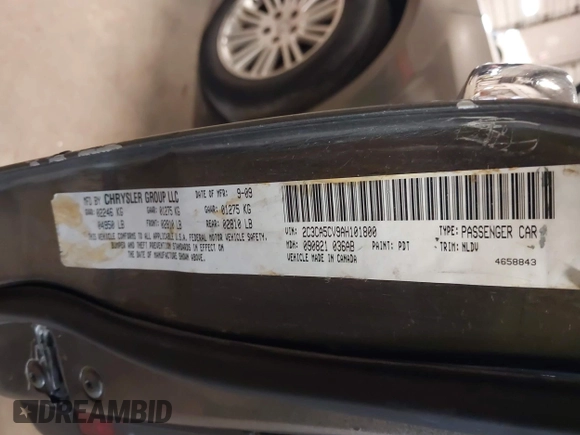 MFD BY CHRYSLER GROUP LLC DATE OF MFR: 9-09
GVWR: 02246 KG GAWR: 01275 KG GAWR: 01275 KG
04950 LB FRONT: 02810 LB REAR: 02810 LB
THIS VEHICLE CONFORMS TO ALL APPLICABLE U.S.A. FEDERAL MOTOR VEHICLE SAFETY,
BUMPER AND THEFT PREVENTION STANDARDS IN EFFECT ON
THE DATE OF MANUFACTURE SHOWN ABOVE.
VIN: 2C3CA5CV9AH101800 TYPE: PASSENGER CAR
MDH: 090821 036AB PAINT: PDT TRIM: MLDV
VEHICLE MADE IN CANADA
4658843
DREAMBID